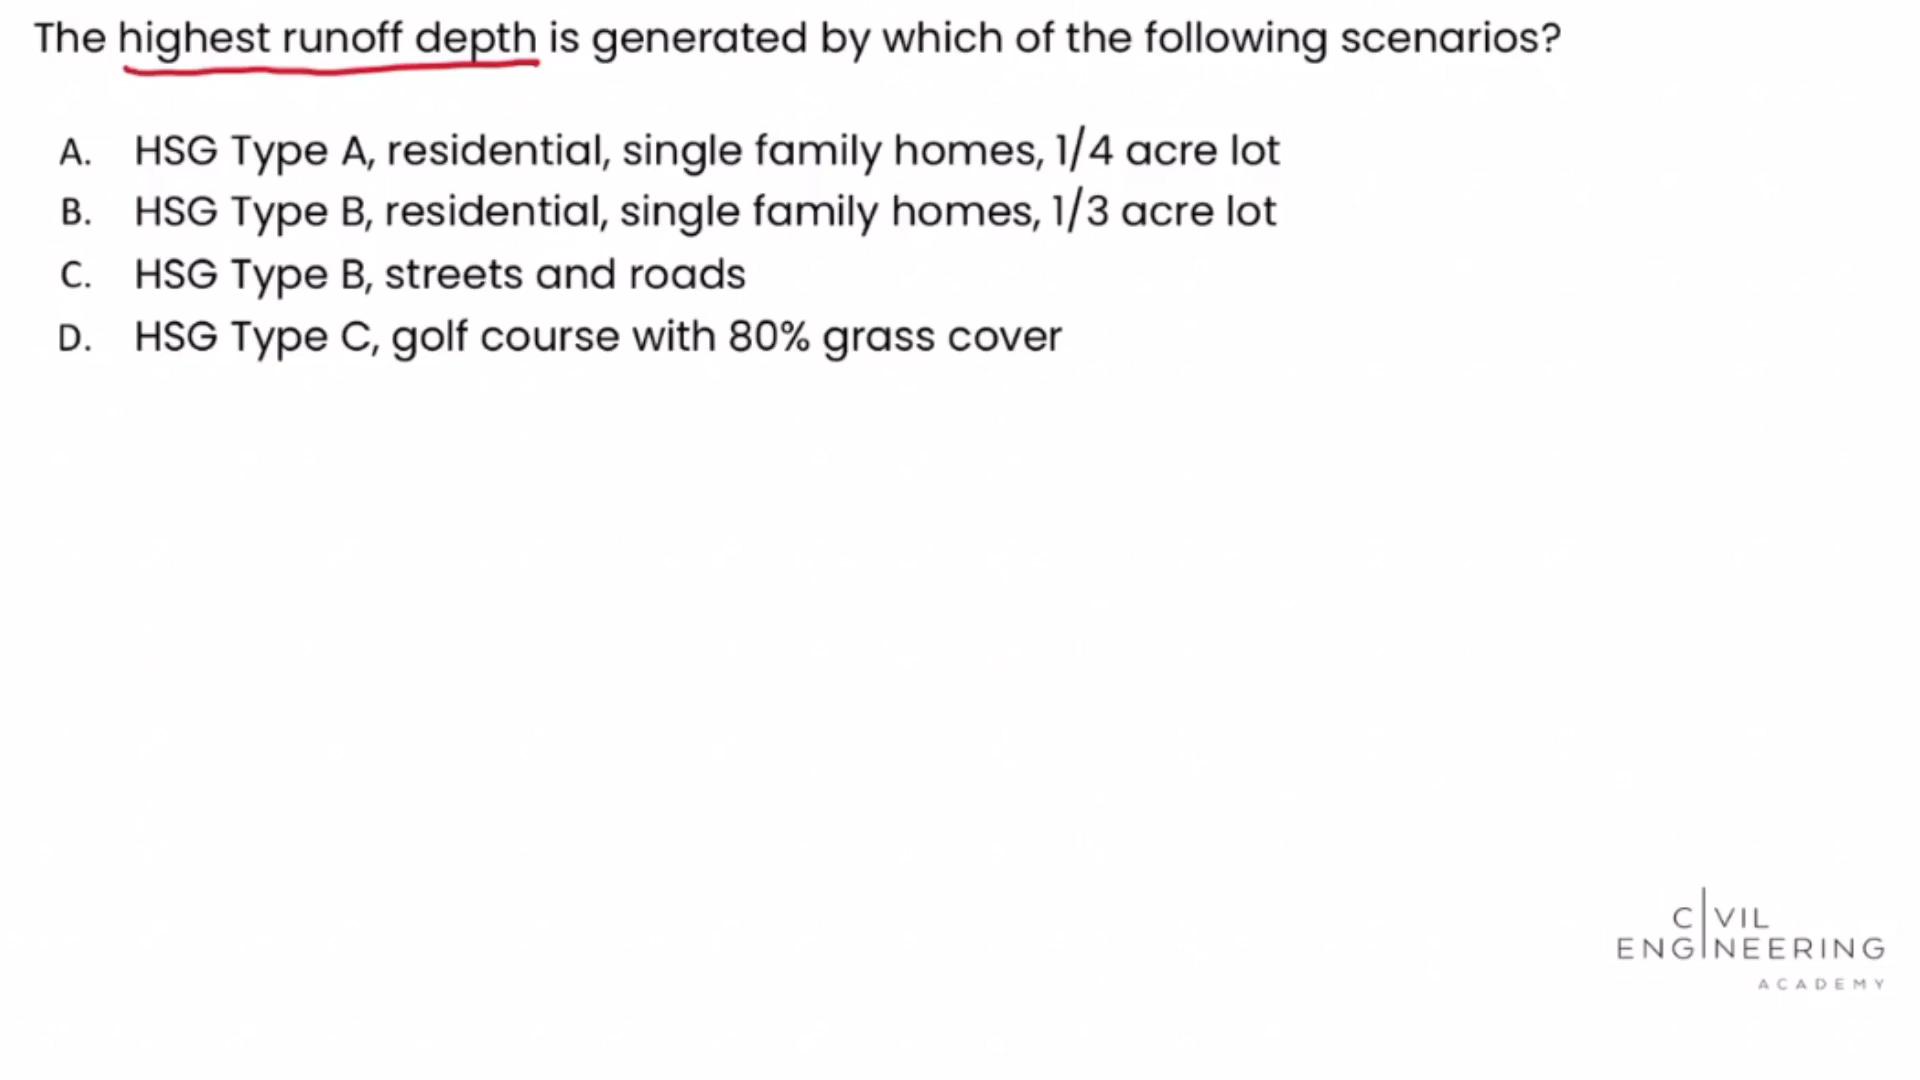 The highest runoff depth is generated by which of the following scenarios?
A. HSG Type A, residential, single family homes, 1/4 acre lot
B. HSG Type B, residential, single family homes, 1/3 acre lot
C. HSG Type B, streets and roads
D. HSG Type C, golf course with 80% grass cover
CIVIL
ENGINEERING
ACADEMY